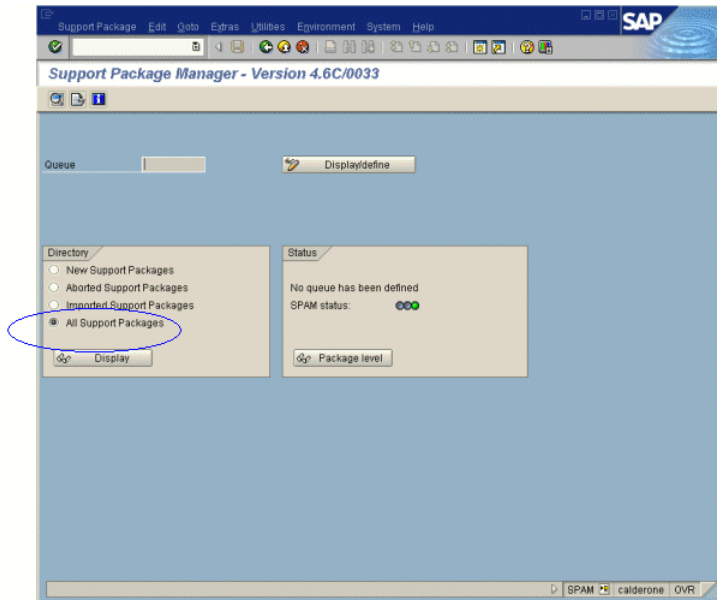 Support Package Edit Goto Extras Utilities Environment System Help
SAP
Support Package Manager - Version 4.6C/0033
Queue
Display/define
Directory
New Support Packages
Aborted Support Packages
Imported Support Packages
All Support Packages
Display
Status
No queue has been defined
SPAM status:
Package level
SPAM calderone OVR